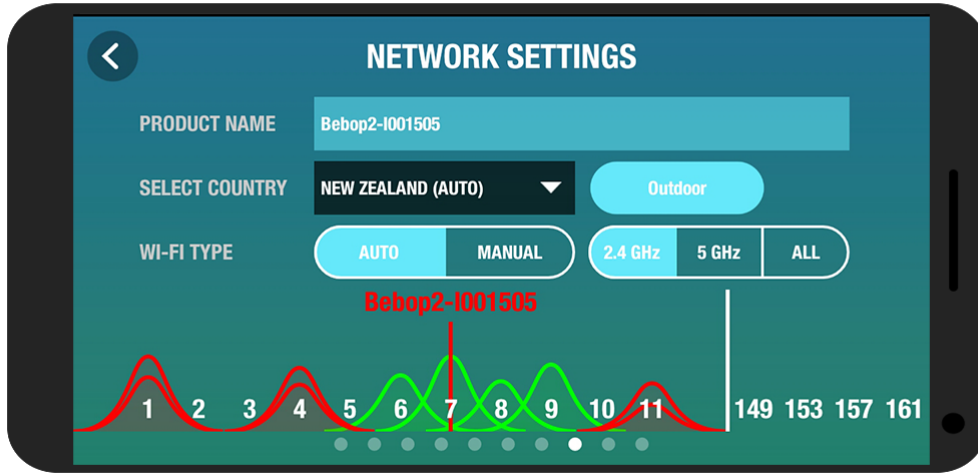 NETWORK SETTINGS
PRODUCT NAME Bebop2-I001505
SELECT COUNTRY NEW ZEALAND (AUTO) Outdoor
WI-FI TYPE AUTO MANUAL 2.4 GHz 5 GHz ALL
Bebop2-I001505
1 2 3 4 5 6 7 8 9 10 11 149 153 157 161